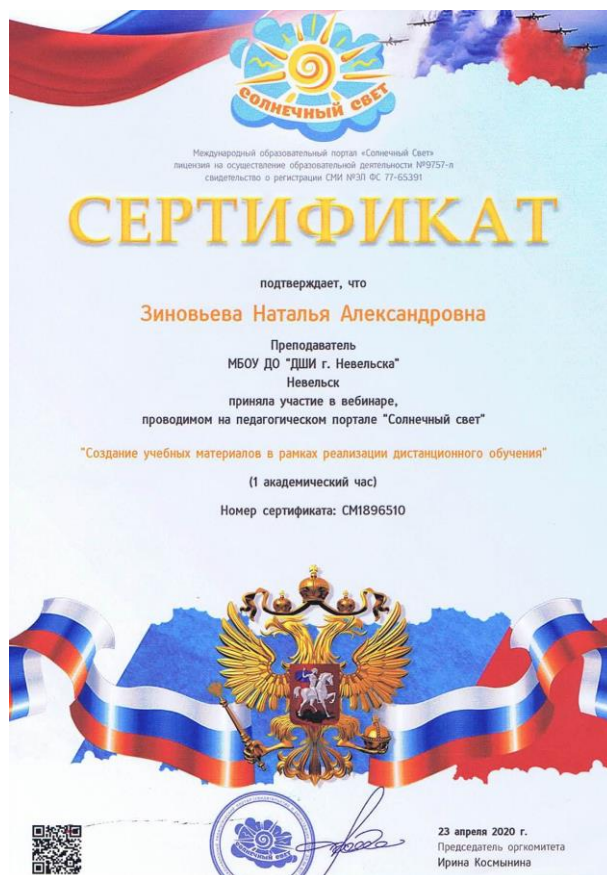 СОЛНЕЧНЫЙ СВЕТ
Международный образовательный портал «Солнечный Свет»
лицензия на осуществление образовательной деятельности №9757-л
свидетельство о регистрации СМИ №ЭЛ ФС 77-65391
СЕРТИФИКАТ
подтверждает, что
Зиновьева Наталья Александровна
Преподаватель
МБОУ ДО "ДШИ г. Невельска"
Невельск
приняла участие в вебинаре,
проводимом на педагогическом портале "Солнечный свет"
"Создание учебных материалов в рамках реализации дистанционного обучения"
(1 академический час)
Номер сертификата: СМ1896510
СОЛНЕЧНЫЙ СВЕТ
23 апреля 2020 г.
Председатель оргкомитета
Ирина Космынина